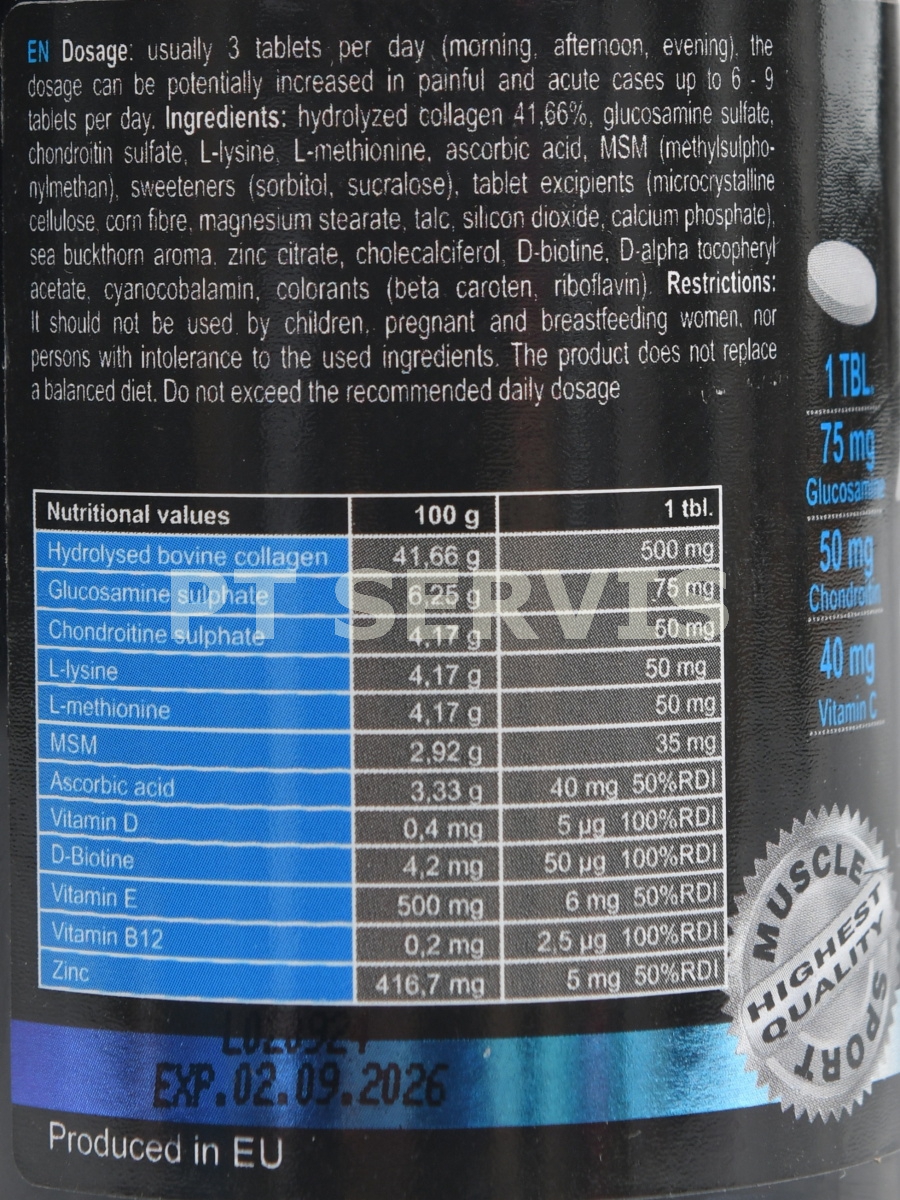 EN Dosage: usually 3 tablets per day (morning, afternoon, evening), the
dosage can be potentially increased in painful and acute cases up to 6 - 9
tablets per day. Ingredients: hydrolyzed collagen 41,66%, glucosamine sulfate,
chondroitin sulfate, L-lysine, L-methionine, ascorbic acid, MSM (methylsulpho-
nylmethan), sweeteners (sorbitol, sucralose), tablet excipients (microcrystalline
cellulose, corn fibre, magnesium stearate, talc, silicon dioxide, calcium phosphate),
sea buckthorn aroma, zinc citrate, cholecalciferol, D-biotine, D-alpha tocopheryl
acetate, cyanocobalamin, colorants (beta caroten, riboflavin). Restrictions:
It should not be used by children, pregnant and breastfeeding women, nor
persons with intolerance to the used ingredients. The product does not replace
a balanced diet. Do not exceed the recommended daily dosage
1 TBL.
75 mg
Glucosamine
50 mg
Chondroitin
40 mg
Vitamin C
Nutritional values 100 g 1 tbl.
Hydrolysed bovine collagen 41,66 g 500 mg
Glucosamine sulphate 6,25 g 75 mg
Chondroitine sulphate 4,17 g 50 mg
L-lysine 4,17 g 50 mg
L-methionine 4,17 g 50 mg
MSM 2,92 g 35 mg
Ascorbic acid 3,33 g 40 mg 50%RDI
Vitamin D 0,4 mg 5 µg 100%RDI
D-Biotine 4,2 mg 50 µg 100%RDI
Vitamin E 500 mg 6 mg 50%RDI
Vitamin B12 0,2 mg 2,5 µg 100%RDI
Zinc 416,7 mg 5 mg 50%RDI
PT SERVIS
MUSCLE
HIGHEST
QUALITY
SPORT
EXP.02.09.2026
Produced in EU